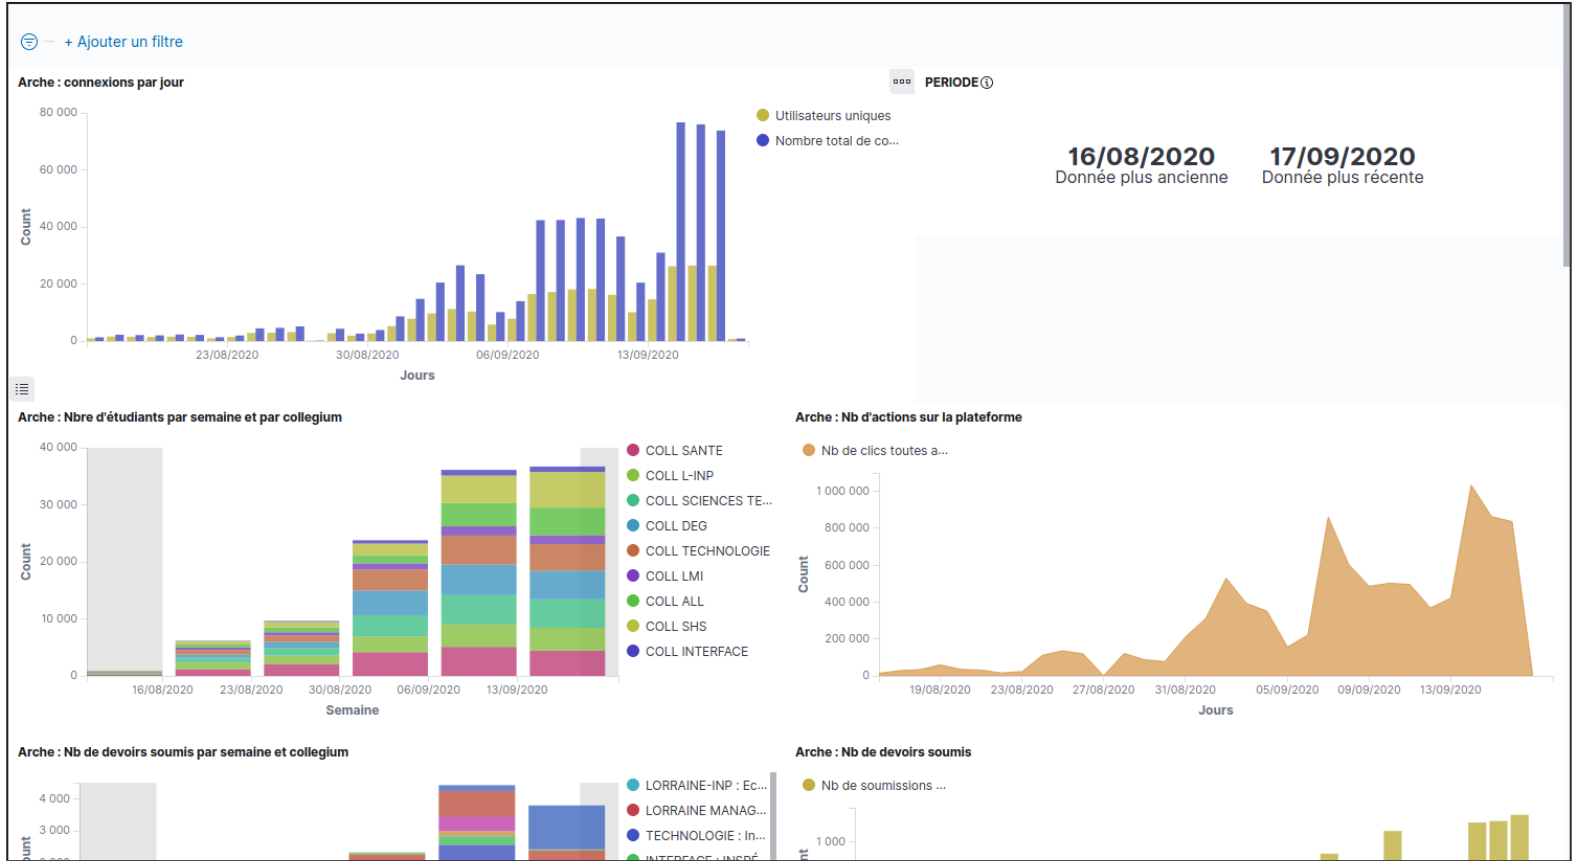 + Ajouter un filtre
Arche : connexions par jour
80 000
60 000
40 000
20 000
0
Count
23/08/2020
30/08/2020
06/09/2020
13/09/2020
Jours
Utilisateurs uniques
Nombre total de co...
PERIODE
16/08/2020
Donnée plus ancienne
17/09/2020
Donnée plus récente
Arche : Nbre d'étudiants par semaine et par collegium
40 000
30 000
20 000
10 000
0
Count
16/08/2020
23/08/2020
30/08/2020
06/09/2020
13/09/2020
Semaine
COLL SANTE
COLL L-INP
COLL SCIENCES TE...
COLL DEG
COLL TECHNOLOGIE
COLL LMI
COLL ALL
COLL SHS
COLL INTERFACE
Arche : Nb d'actions sur la plateforme
Nb de clics toutes a...
1 000 000
800 000
600 000
400 000
200 000
0
Count
19/08/2020
23/08/2020
27/08/2020
31/08/2020
05/09/2020
09/09/2020
13/09/2020
Jours
Arche : Nb de devoirs soumis par semaine et collegium
4 000
3 000
LORRAINE-INP : Ec...
LORRAINE MANAG...
TECHNOLOGIE : In...
INTERFACE : INSPÉ
Arche : Nb de devoirs soumis
Nb de soumissions ...
1 000